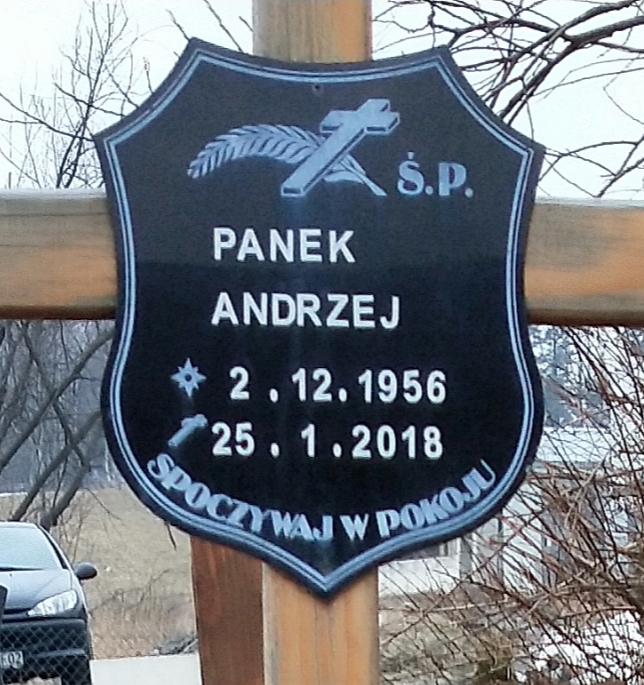 Ś.P.
PANEK
ANDRZEJ
2.12.1956
25.1.2018
SPOCZYWAJ W POKOJU